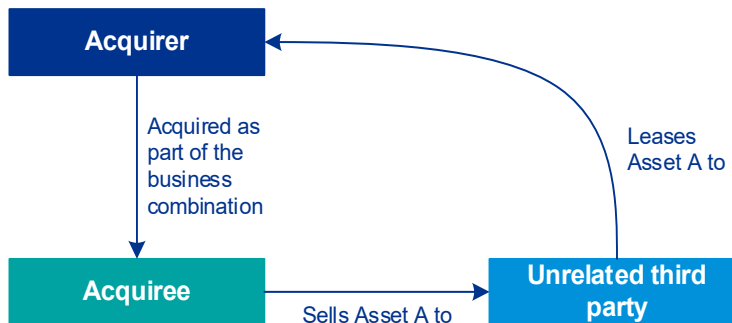 Acquirer
Acquired as
part of the
business
combination
Leases
Asset A to
Acquiree
Sells Asset A to
Unrelated third
party